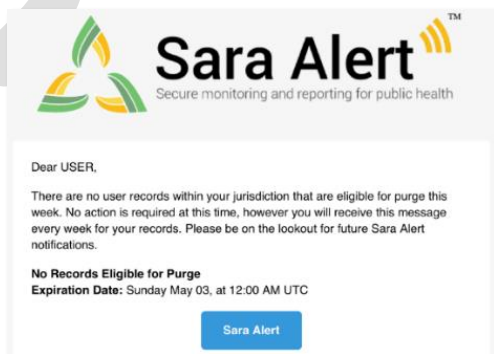 Sara Alert
TM
Secure monitoring and reporting for public health
Dear USER,
There are no user records within your jurisdiction that are eligible for purge this
week. No action is required at this time, however you will receive this message
every week for your records. Please be on the lookout for future Sara Alert
notifications.
No Records Eligible for Purge
Expiration Date: Sunday May 03, at 12:00 AM UTC
Sara Alert